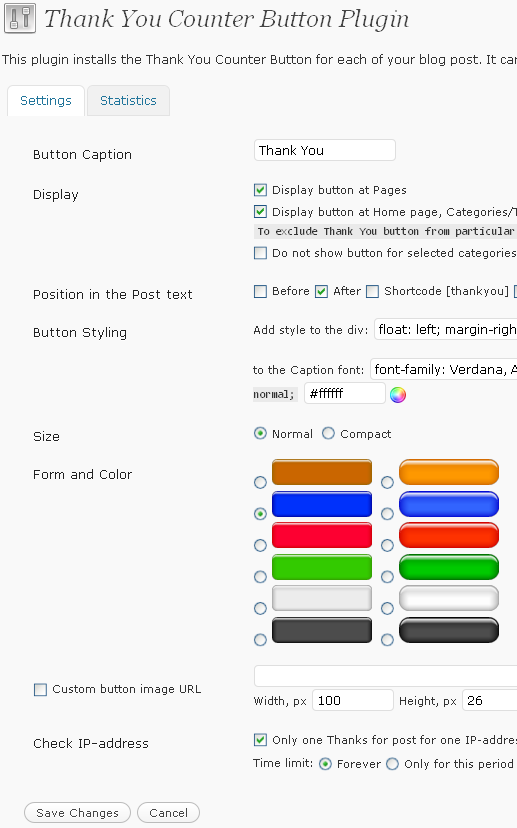 Thank You Counter Button Plugin
This plugin installs the Thank You Counter Button for each of your blog post. It can
Settings Statistics
Button Caption Thank You
Display Display button at Pages
Display button at Home page, Categories/T
To exclude Thank You button from particular
Do not show button for selected categories
Position in the Post text Before After Shortcode [thankyou]
Button Styling Add style to the div: float: left; margin-righ
to the Caption font: font-family: Verdana, A
normal; #ffffff
Size Normal Compact
Form and Color
Custom button image URL
Width, px 100 Height, px 26
Check IP-address Only one Thanks for post for one IP-addre
Time limit: Forever Only for this period
Save Changes Cancel